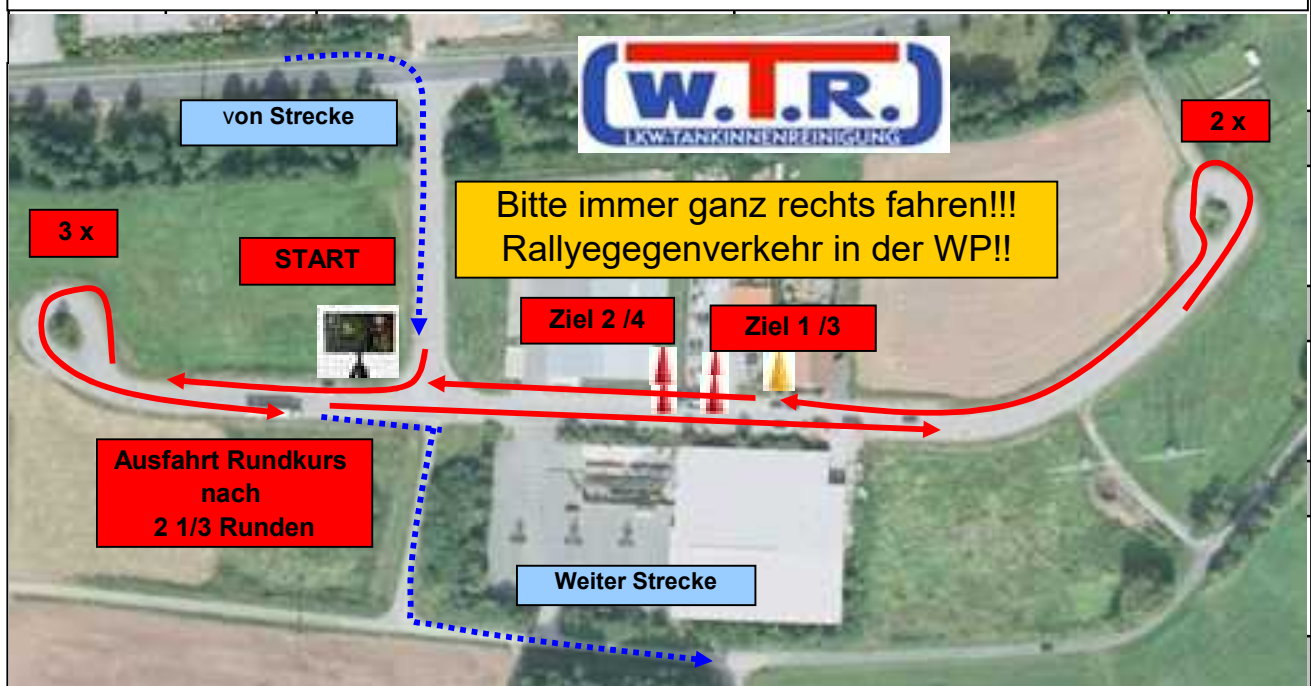 W.T.R.
LKW-TANKINNENREINIGUNG
von Strecke
2 x
Bitte immer ganz rechts fahren!!!
Rallyegegenverkehr in der WP!!
3 x
START
Ziel 2 /4
Ziel 1 /3
Ausfahrt Rundkurs
nach
2 1/3 Runden
Weiter Strecke